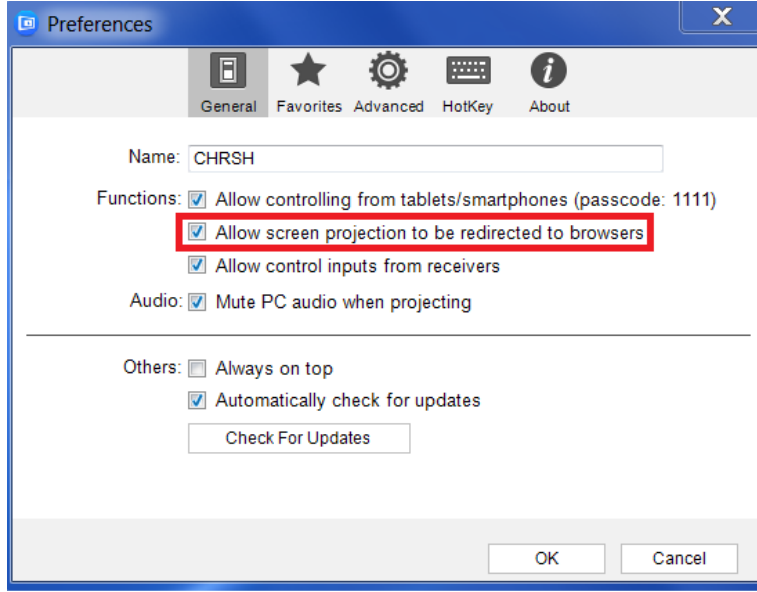 Preferences
X
General Favorites Advanced HotKey About
Name: CHRSH
Functions: Allow controlling from tablets/smartphones (passcode: 1111)
Allow screen projection to be redirected to browsers
Allow control inputs from receivers
Audio: Mute PC audio when projecting
Others: Always on top
Automatically check for updates
Check For Updates
OK Cancel